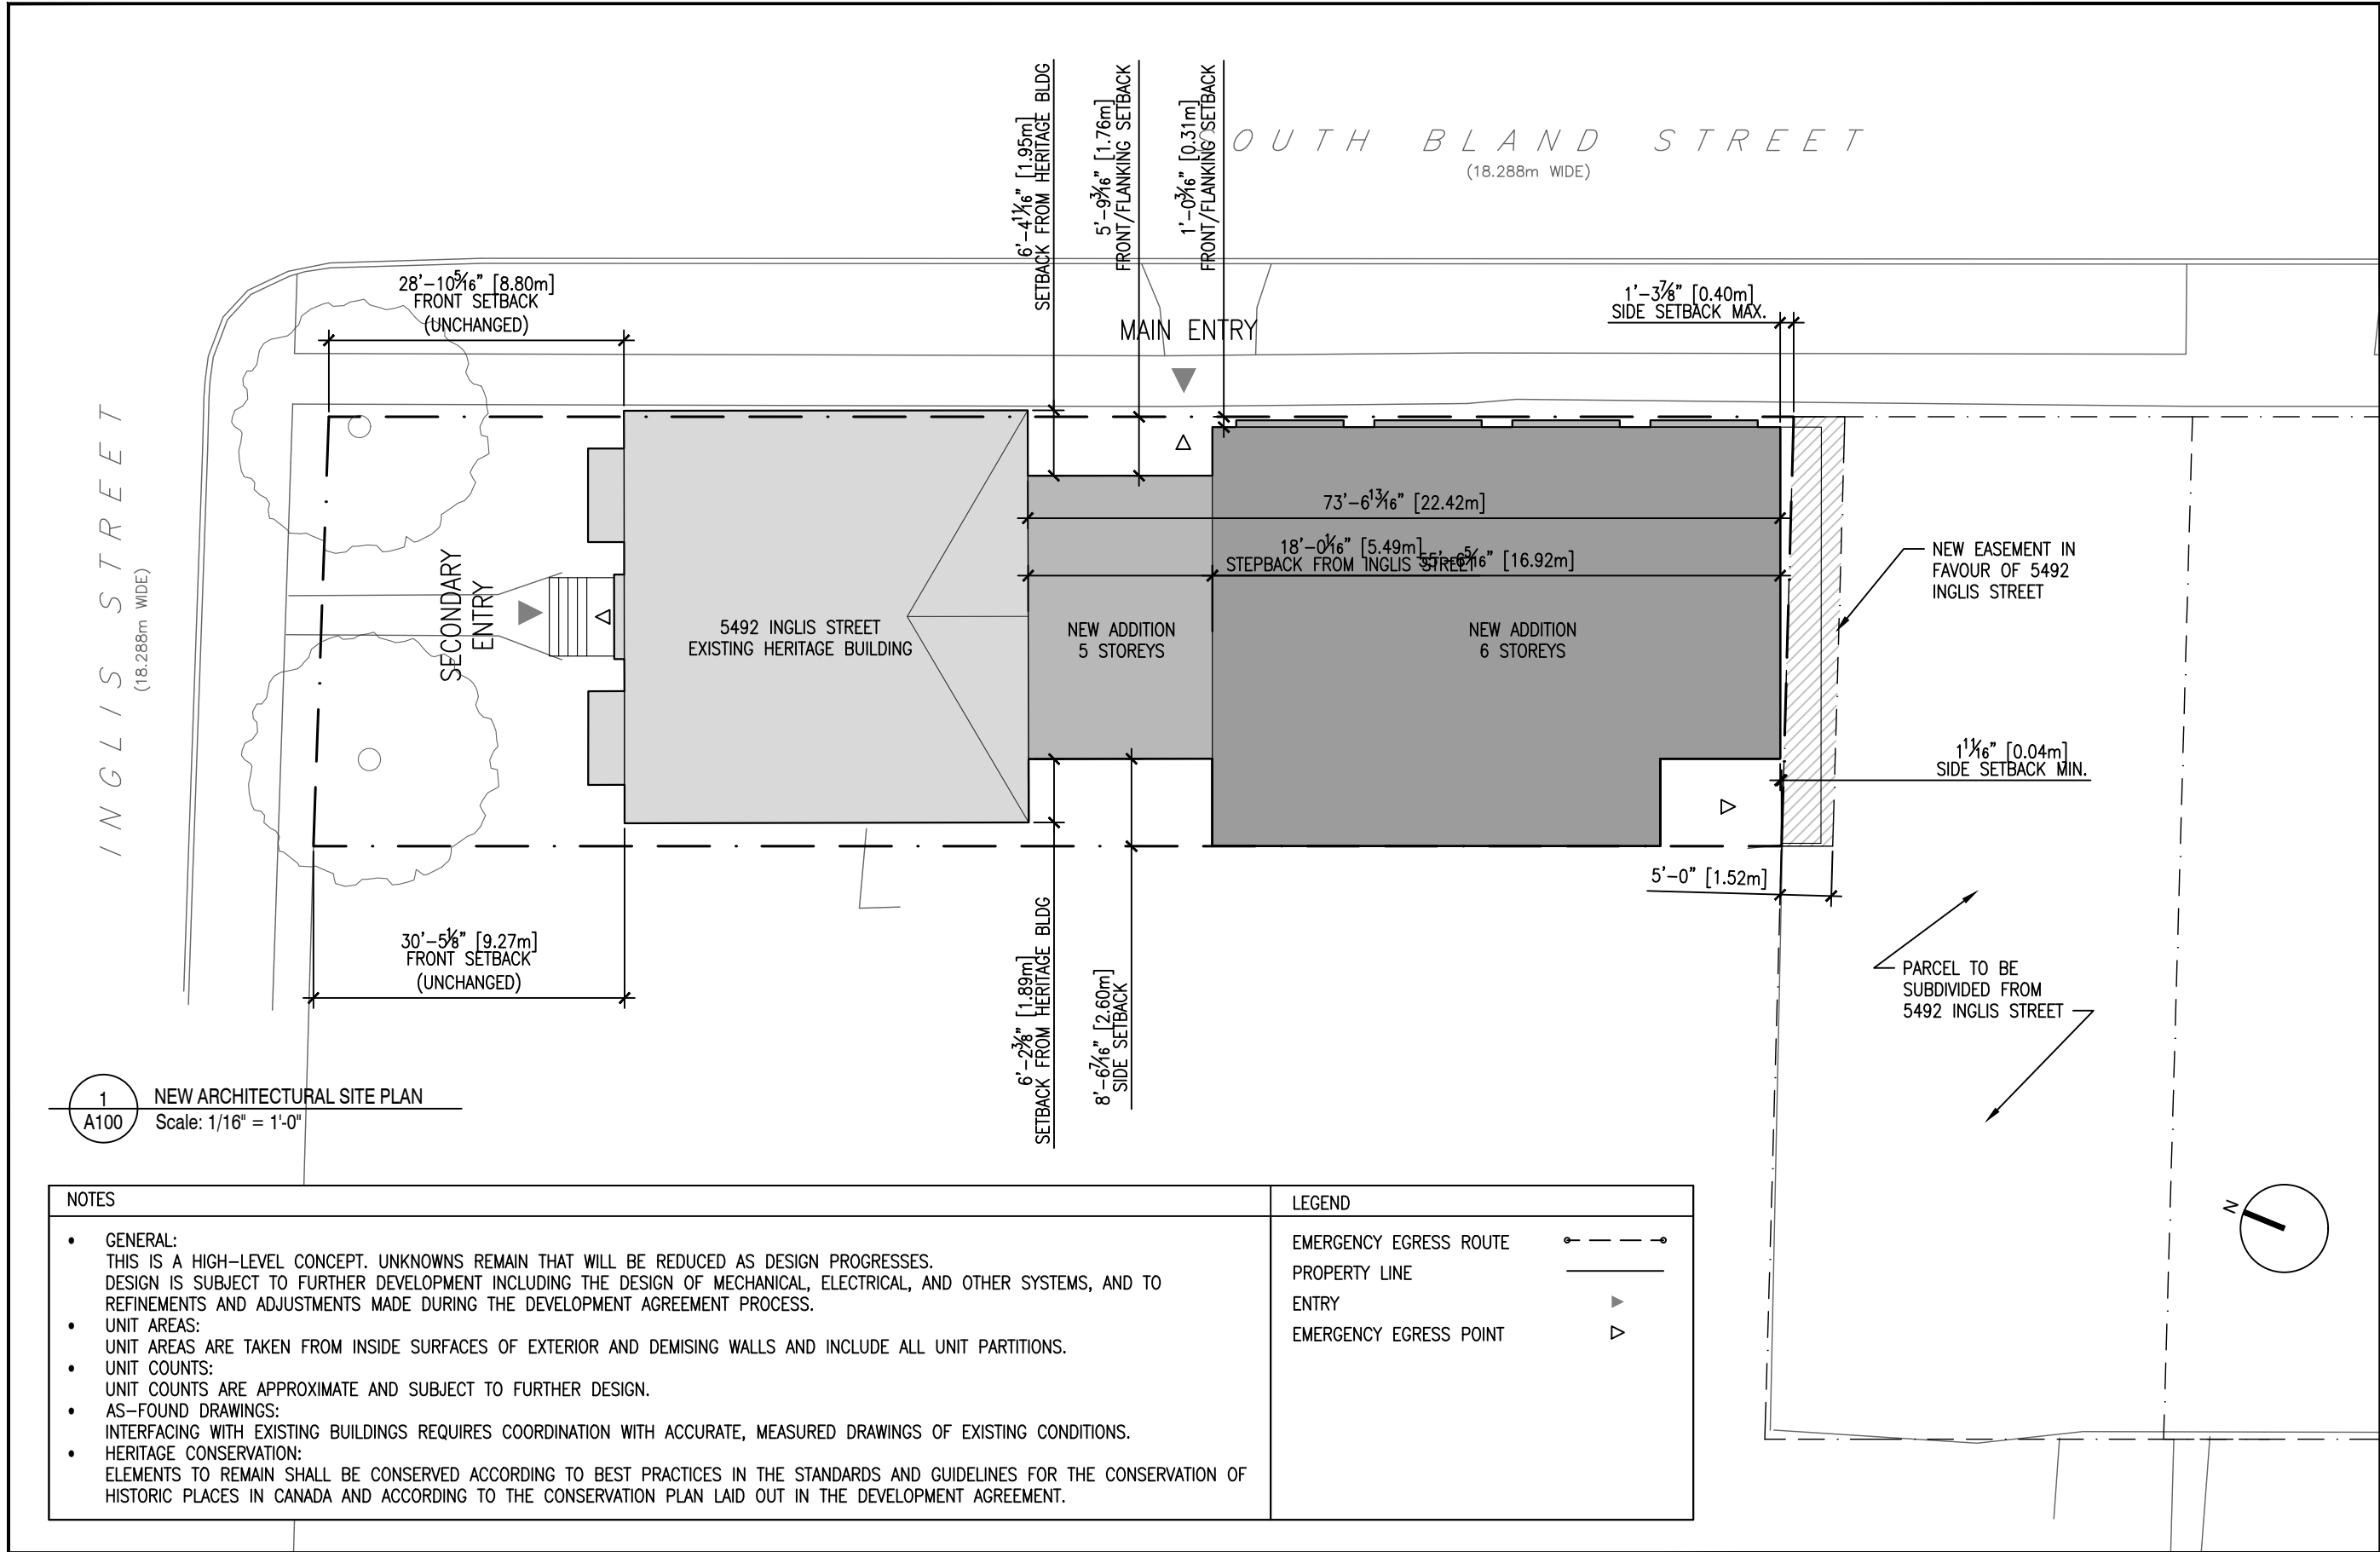 6'-4 11/16" [1.95m]
SETBACK FROM HERITAGE BLDG
5'-9 3/16" [1.76m]
FRONT/FLANKING SETBACK
1'-0 3/16" [0.31m]
FRONT/FLANKING SETBACK
SOUTH BLAND STREET
(18.288m WIDE)
28'-10 5/16" [8.80m]
FRONT SETBACK
(UNCHANGED)
MAIN ENTRY
1'-3 7/8" [0.40m]
SIDE SETBACK MAX.
INGLIS STREET
(18.288m WIDE)
SECONDARY
ENTRY
73'-6 13/16" [22.42m]
18'-0 1/16" [5.49m]
STEPBACK FROM INGLIS STREET
55'-6 5/16" [16.92m]
5492 INGLIS STREET
EXISTING HERITAGE BUILDING
NEW ADDITION
5 STOREYS
NEW ADDITION
6 STOREYS
NEW EASEMENT IN
FAVOUR OF 5492
INGLIS STREET
1 11/16" [0.04m]
SIDE SETBACK MIN.
5'-0" [1.52m]
30'-5 1/8" [9.27m]
FRONT SETBACK
(UNCHANGED)
6'-2 3/8" [1.89m]
SETBACK FROM HERITAGE BLDG
8'-6 7/16" [2.60m]
SIDE SETBACK
PARCEL TO BE
SUBDIVIDED FROM
5492 INGLIS STREET
1
A100
NEW ARCHITECTURAL SITE PLAN
Scale: 1/16" = 1'-0"
N
NOTES
• GENERAL:
THIS IS A HIGH-LEVEL CONCEPT. UNKNOWNS REMAIN THAT WILL BE REDUCED AS DESIGN PROGRESSES.
DESIGN IS SUBJECT TO FURTHER DEVELOPMENT INCLUDING THE DESIGN OF MECHANICAL, ELECTRICAL, AND OTHER SYSTEMS, AND TO
REFINEMENTS AND ADJUSTMENTS MADE DURING THE DEVELOPMENT AGREEMENT PROCESS.
• UNIT AREAS:
UNIT AREAS ARE TAKEN FROM INSIDE SURFACES OF EXTERIOR AND DEMISING WALLS AND INCLUDE ALL UNIT PARTITIONS.
• UNIT COUNTS:
UNIT COUNTS ARE APPROXIMATE AND SUBJECT TO FURTHER DESIGN.
• AS-FOUND DRAWINGS:
INTERFACING WITH EXISTING BUILDINGS REQUIRES COORDINATION WITH ACCURATE, MEASURED DRAWINGS OF EXISTING CONDITIONS.
• HERITAGE CONSERVATION:
ELEMENTS TO REMAIN SHALL BE CONSERVED ACCORDING TO BEST PRACTICES IN THE STANDARDS AND GUIDELINES FOR THE CONSERVATION OF
HISTORIC PLACES IN CANADA AND ACCORDING TO THE CONSERVATION PLAN LAID OUT IN THE DEVELOPMENT AGREEMENT.
LEGEND
EMERGENCY EGRESS ROUTE
PROPERTY LINE
ENTRY
EMERGENCY EGRESS POINT